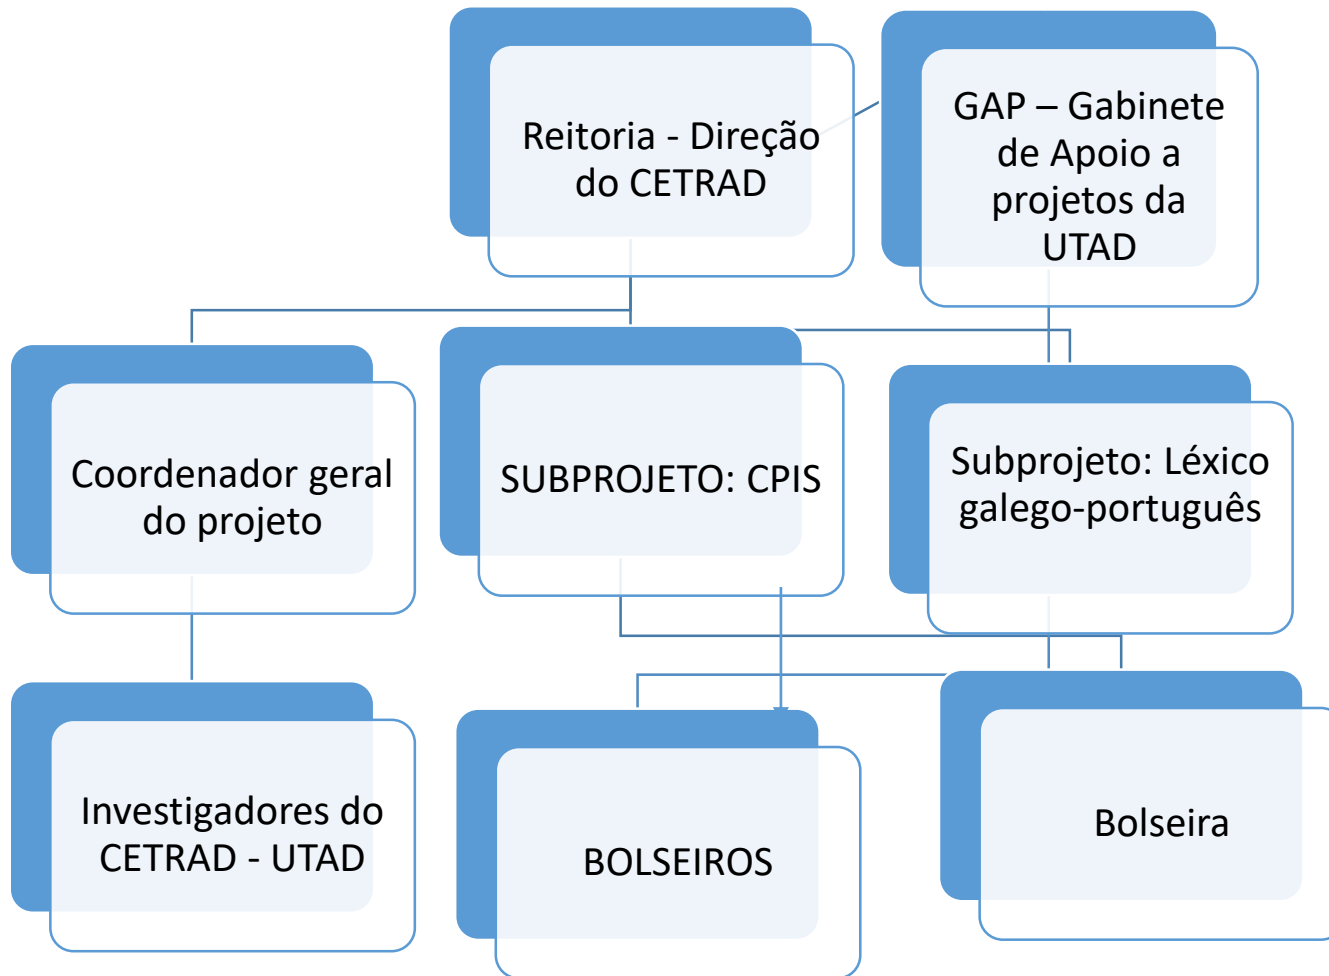 Reitoria - Direção
do CETRAD
GAP – Gabinete
de Apoio a
projetos da
UTAD
Coordenador geral
do projeto
SUBPROJETO: CPIS
Subprojeto: Léxico
galego-português
Investigadores do
CETRAD - UTAD
BOLSEIROS
Bolseira